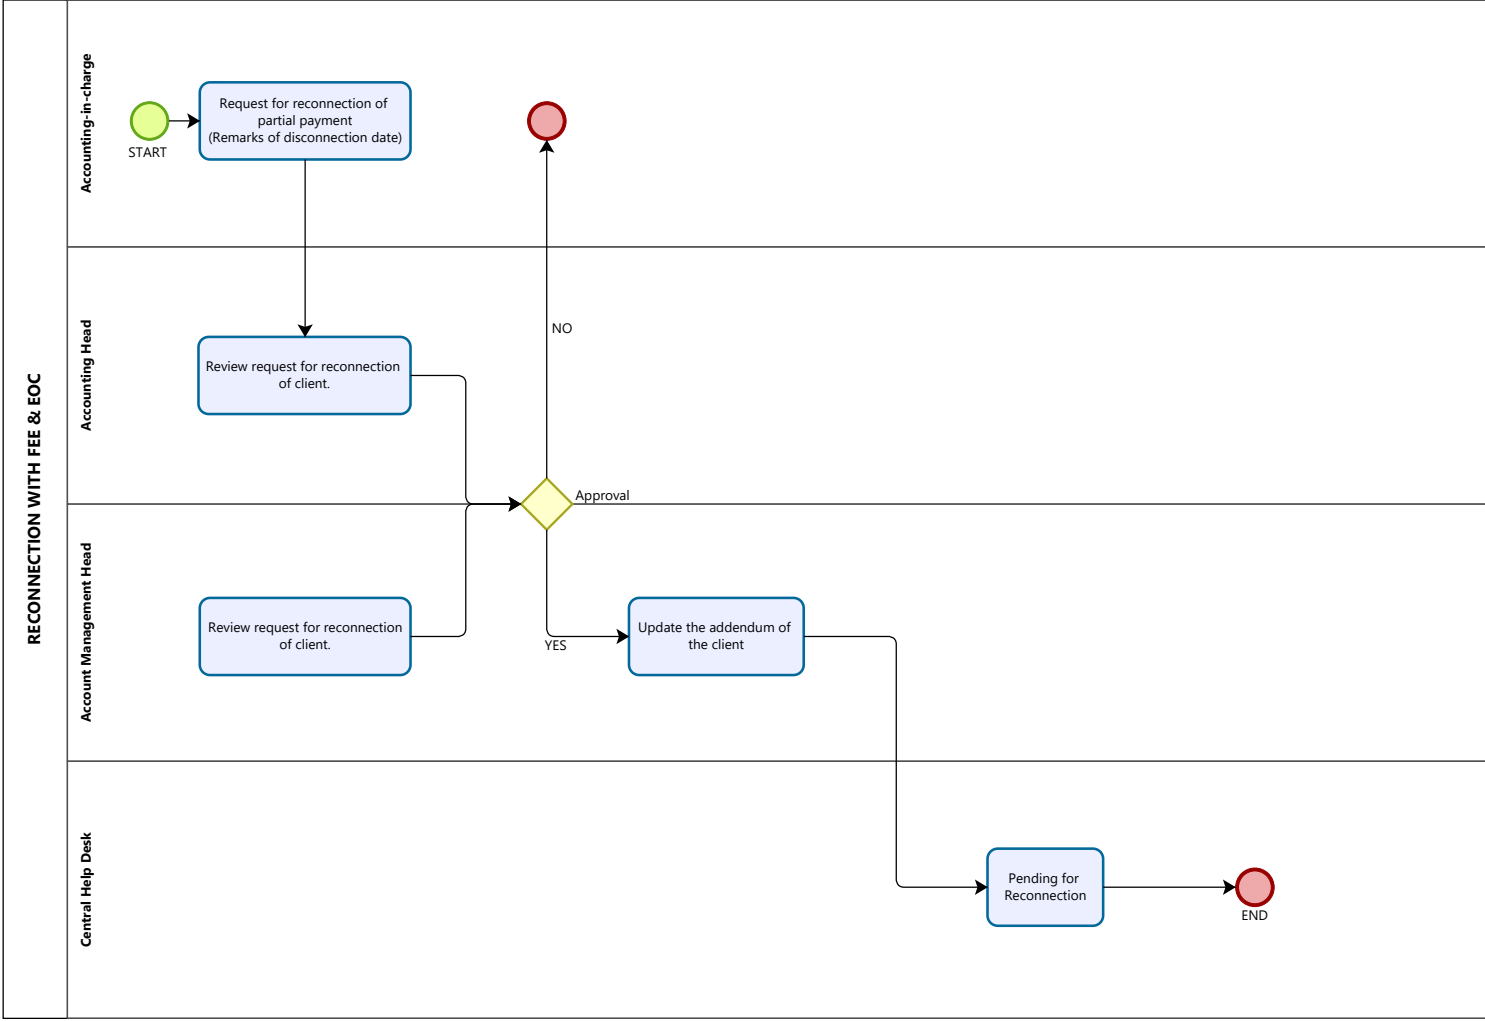 RECONNECTION WITH FEE & EOC
Accounting-in-charge
START
Request for reconnection of
partial payment
(Remarks of disconnection date)
Accounting Head
Review request for reconnection
of client.
NO
Approval
Account Management Head
Review request for reconnection
of client.
YES
Update the addendum of
the client
Central Help Desk
Pending for
Reconnection
END